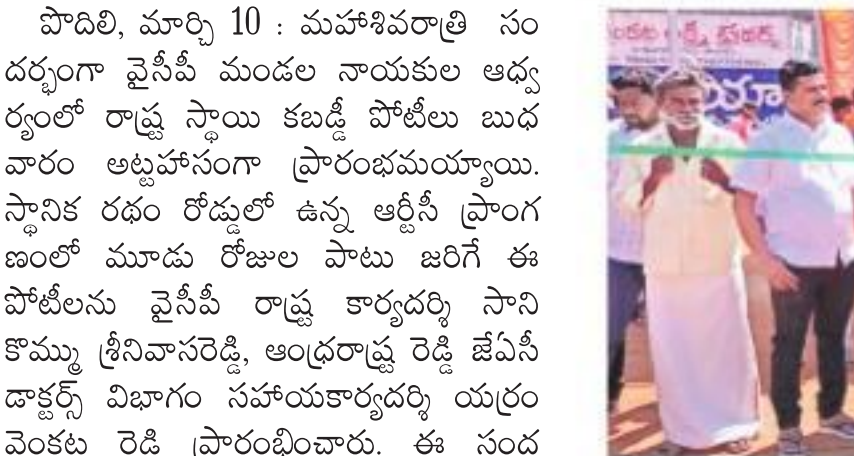 పొదిలి, మార్చి 10 : మహాశివరాత్రి సం
దర్భంగా వైసీపీ మండల నాయకుల ఆధ్వ
ర్యంలో రాష్ట్ర స్థాయి కబడ్డీ పోటీలు బుధ
వారం అట్టహాసంగా ప్రారంభమయ్యాయి.
స్థానిక రథం రోడ్డులో ఉన్న ఆర్టీసీ ప్రాంగ
ణంలో మూడు రోజుల పాటు జరిగే ఈ
పోటీలను వైసీపీ రాష్ట్ర కార్యదర్శి సాని
కొమ్ము శ్రీనివాసరెడ్డి, ఆంధ్రరాష్ట్ర రెడ్డి జేఏసీ
డాక్టర్స్ విభాగం సహాయకార్యదర్శి యర్రం
వెంకట రెడ్డి ప్రారంభించారు. ఈ సంద